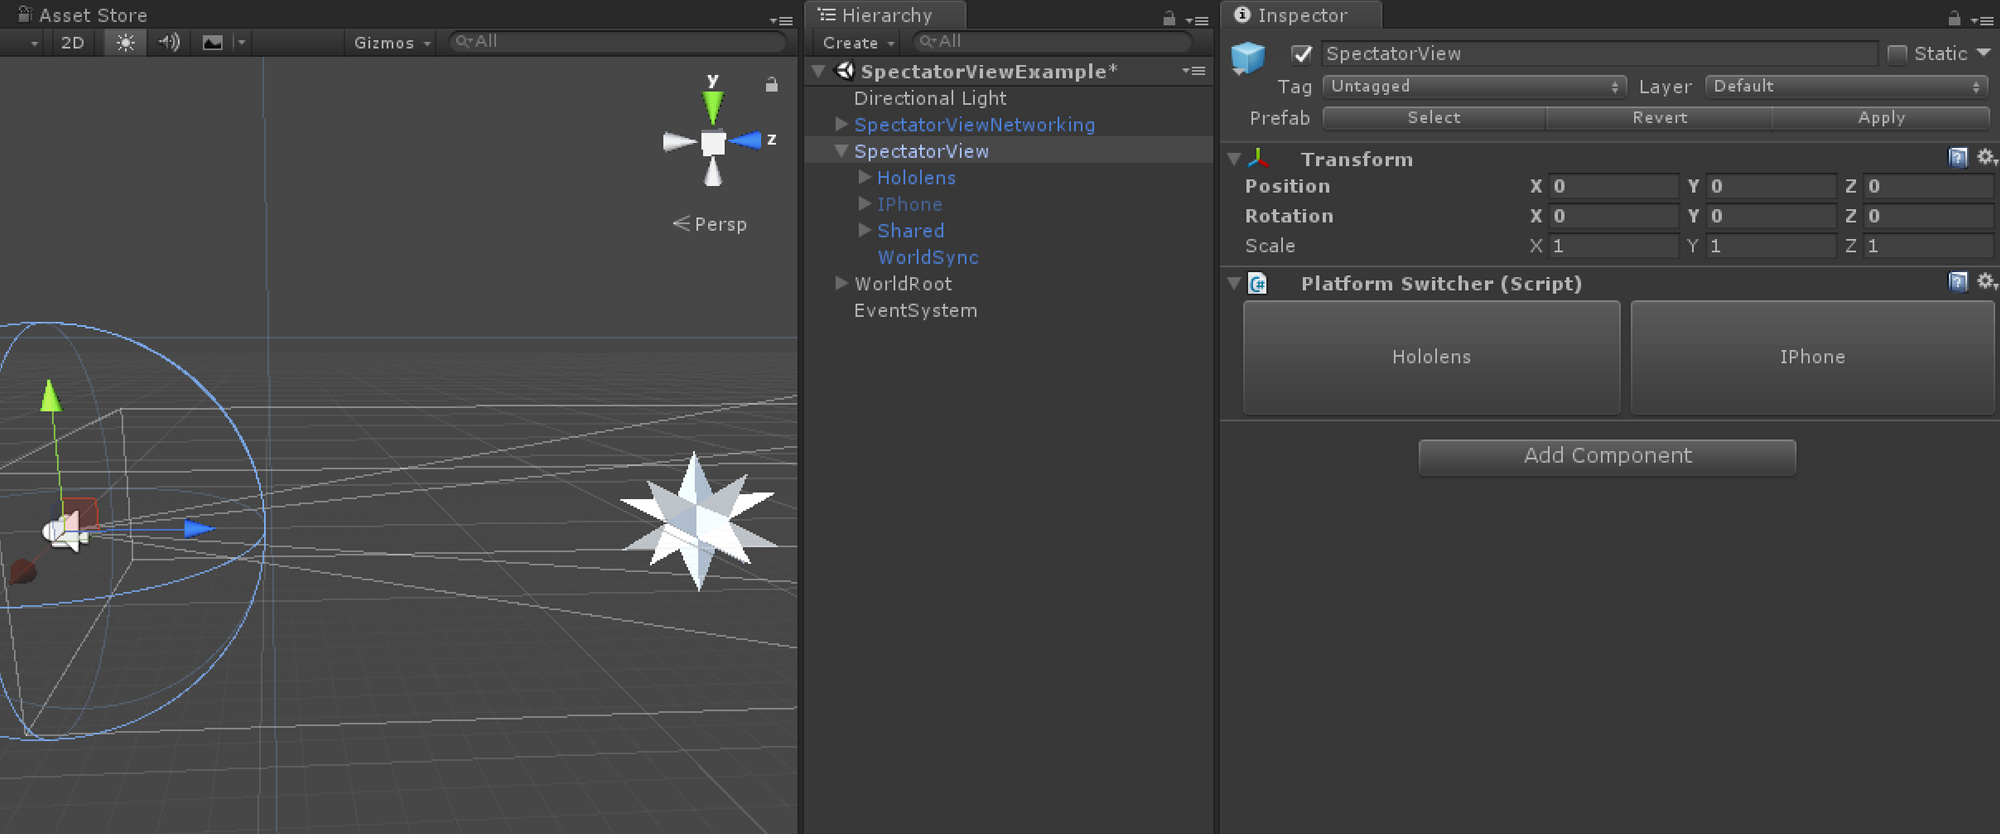 Asset Store
2D
Gizmos
All
y
z
Persp
Hierarchy
Create
All
SpectatorViewExample*
Directional Light
SpectatorViewNetworking
SpectatorView
Hololens
IPhone
Shared
WorldSync
WorldRoot
EventSystem
Inspector
SpectatorView
Static
Tag Untagged Layer Default
Prefab Select Revert Apply
Transform
Position X 0 Y 0 Z 0
Rotation X 0 Y 0 Z 0
Scale X 1 Y 1 Z 1
C# Platform Switcher (Script)
Hololens IPhone
Add Component